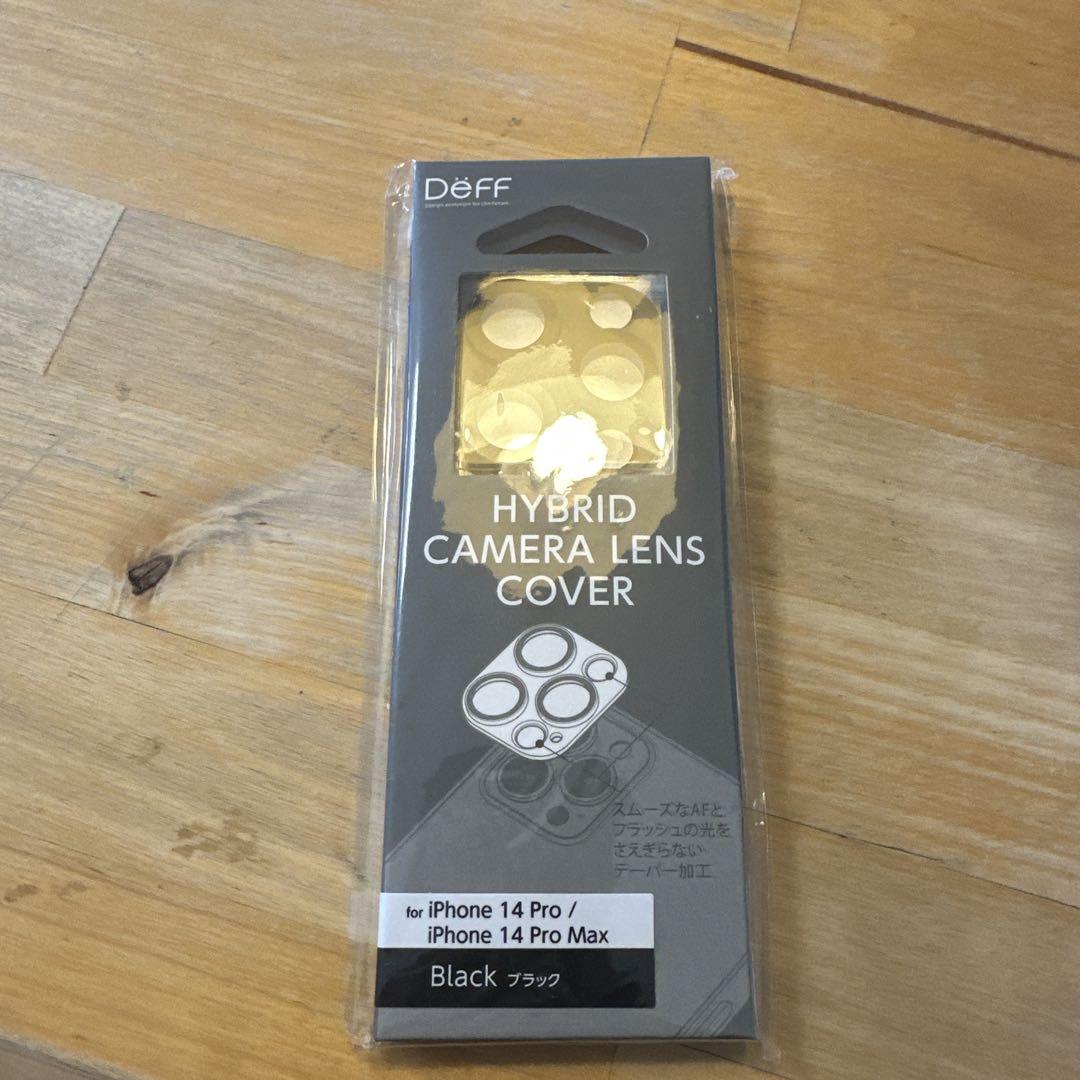 DëFF
HYBRID
CAMERA LENS
COVER
スムーズなAFと
フラッシュの光を
さえぎらない
テーパー加工
for iPhone 14 Pro /
iPhone 14 Pro Max
Black ブラック